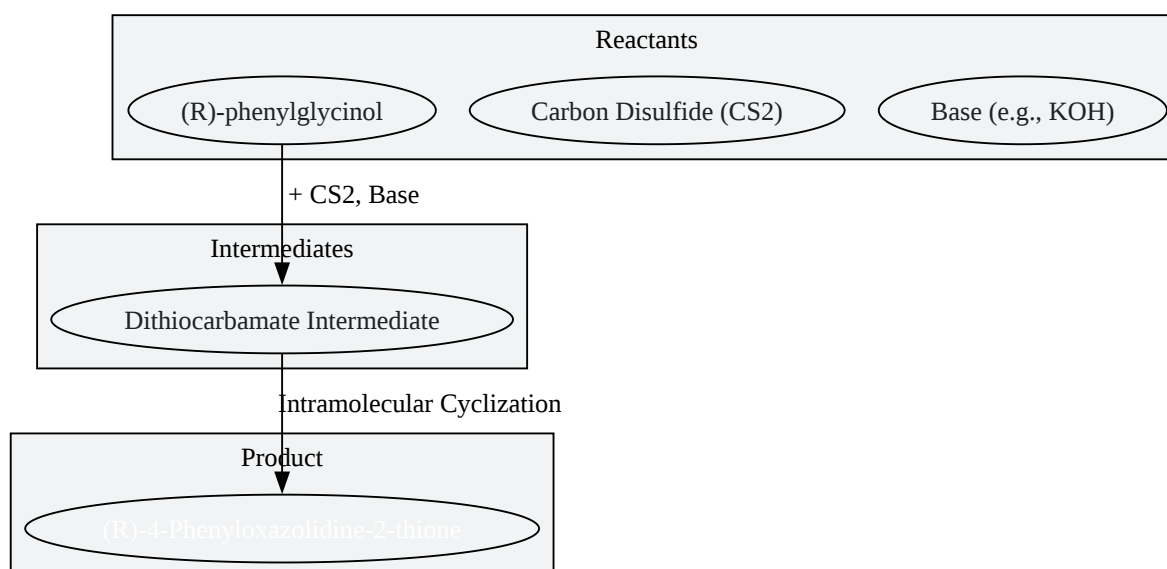 Reactants
(R)-phenylglycinol
Carbon Disulfide (CS2)
Base (e.g., KOH)
+ CS2, Base
Intermediates
Dithiocarbamate Intermediate
Intramolecular Cyclization
Product
(R)-4-Phenyloxazolidine-2-thione